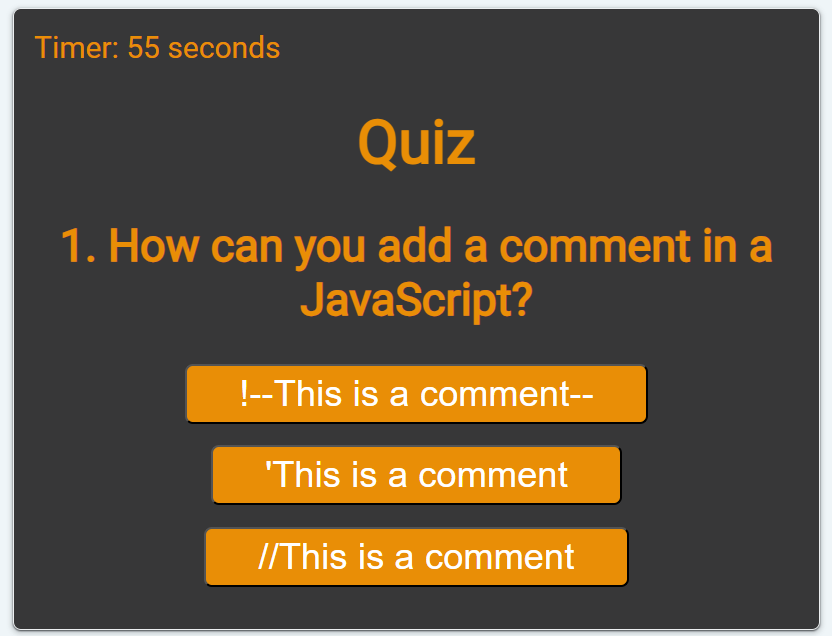 Timer: 55 seconds
Quiz
1. How can you add a comment in a
JavaScript?
!--This is a comment--
'This is a comment
//This is a comment